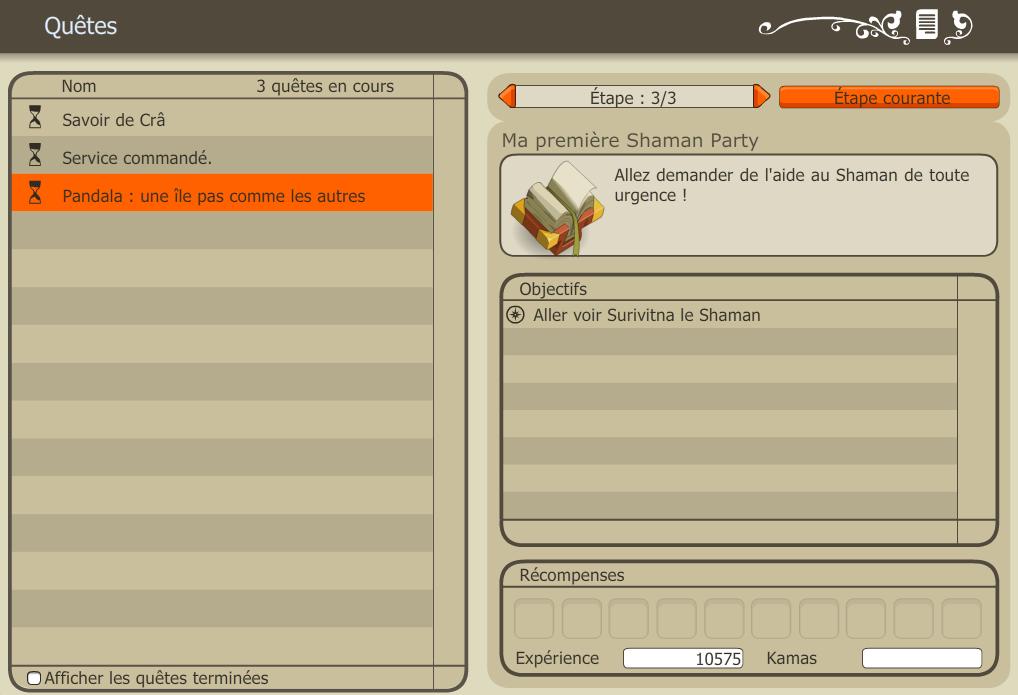 Quêtes
Nom 3 quêtes en cours
Savoir de Crâ
Service commandé.
Pandala : une île pas comme les autres
Afficher les quêtes terminées
Étape : 3/3
Étape courante
Ma première Shaman Party
Allez demander de l'aide au Shaman de toute
urgence !
Objectifs
Aller voir Surivitna le Shaman
Récompenses
Expérience 10575 Kamas